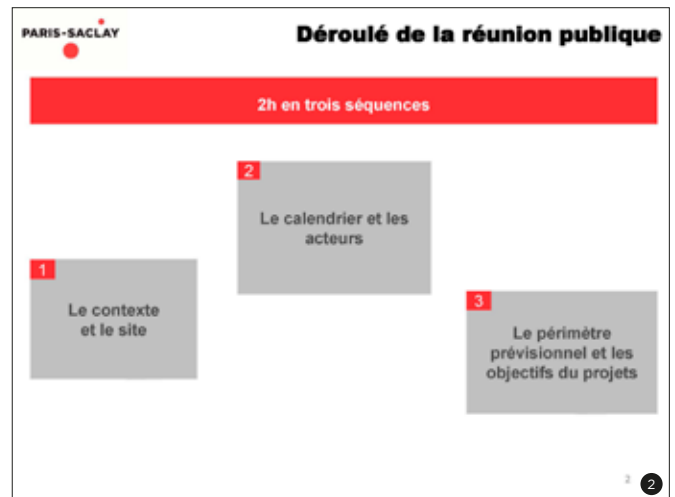 PARIS-SACLAY
Déroulé de la réunion publique
2h en trois séquences
1
Le contexte
et le site
2
Le calendrier et les
acteurs
3
Le périmètre
prévisionnel et les
objectifs du projets
2
2